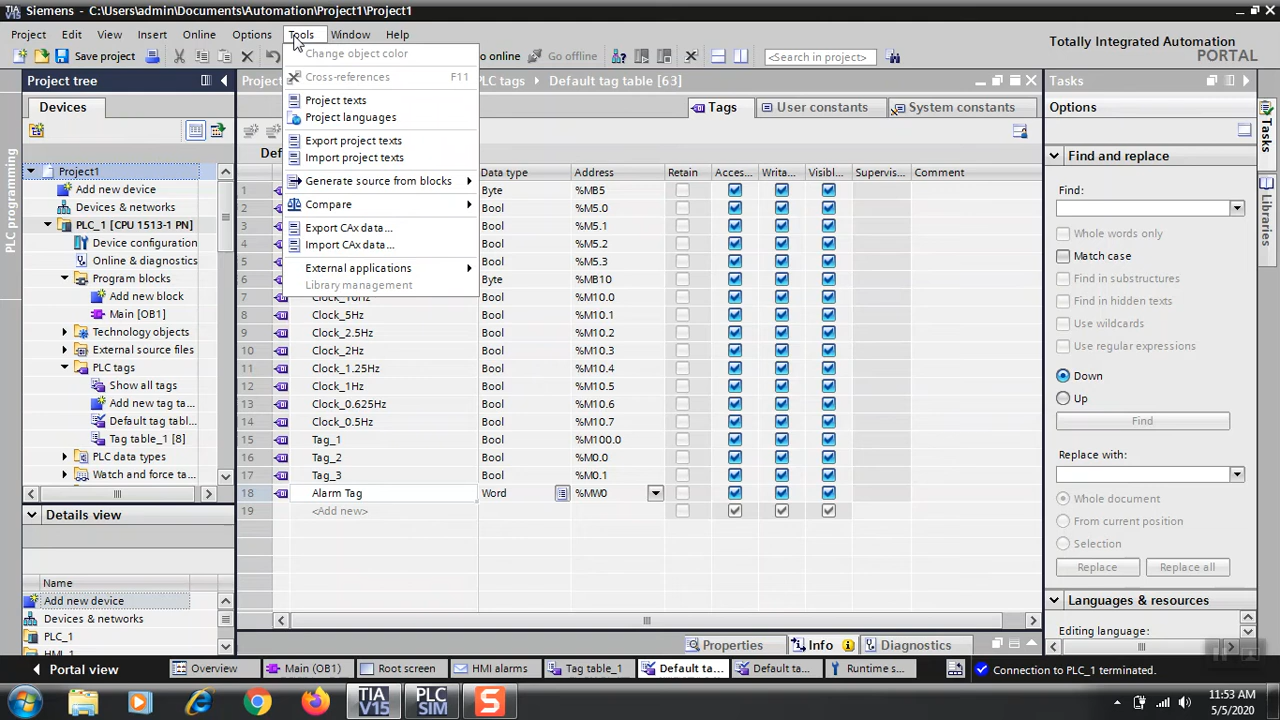 Siemens - C:\Users\admin\Documents\Automation\Project1\Project1
Project Edit View Insert Online Options Tools Window Help
Totally Integrated Automation
PORTAL
Save project
Go offline
<Search in project>
Change object color
Cross-references F11
Project texts
Project languages
Export project texts
Import project texts
Generate source from blocks
Compare
Export CAx data...
Import CAx data...
External applications
Library management
PLC programming
Project tree
Devices
Project1
Add new device
Devices & networks
PLC_1 [CPU 1513-1 PN]
Device configuration
Online & diagnostics
Program blocks
Add new block
Main [OB1]
Technology objects
External source files
PLC tags
Show all tags
Add new tag ta...
Default tag tabl...
Tag table_1 [8]
PLC data types
Watch and force ta...
Details view
Name
Add new device
Devices & networks
PLC_1
PLC tags Default tag table [63]
Tags User constants System constants
Data type Address Retain Acces... Writa... Visibl... Supervis... Comment
1 Byte %MB5
2 Bool %M5.0
3 Bool %M5.1
4 Bool %M5.2
5 Bool %M5.3
6 Byte %MB10
7 Clock_10Hz Bool %M10.0
8 Clock_5Hz Bool %M10.1
9 Clock_2.5Hz Bool %M10.2
10 Clock_2Hz Bool %M10.3
11 Clock_1.25Hz Bool %M10.4
12 Clock_1Hz Bool %M10.5
13 Clock_0.625Hz Bool %M10.6
14 Clock_0.5Hz Bool %M10.7
15 Tag_1 Bool %M100.0
16 Tag_2 Bool %M0.0
17 Tag_3 Bool %M0.1
18 Alarm Tag Word %MW0
19 <Add new>
Properties Info Diagnostics
Tasks
Options
Find and replace
Find:
Whole words only
Match case
Find in substructures
Find in hidden texts
Use wildcards
Use regular expressions
Down
Up
Find
Replace with:
Whole document
From current position
Selection
Replace Replace all
Languages & resources
Editing language:
Tasks
Libraries
Portal view Overview Main (OB1) Root screen HMI alarms Tag table_1 Default ta... Default ta... Runtime s... Connection to PLC_1 terminated.
TIA V15
PLC SIM
11:53 AM
5/5/2020